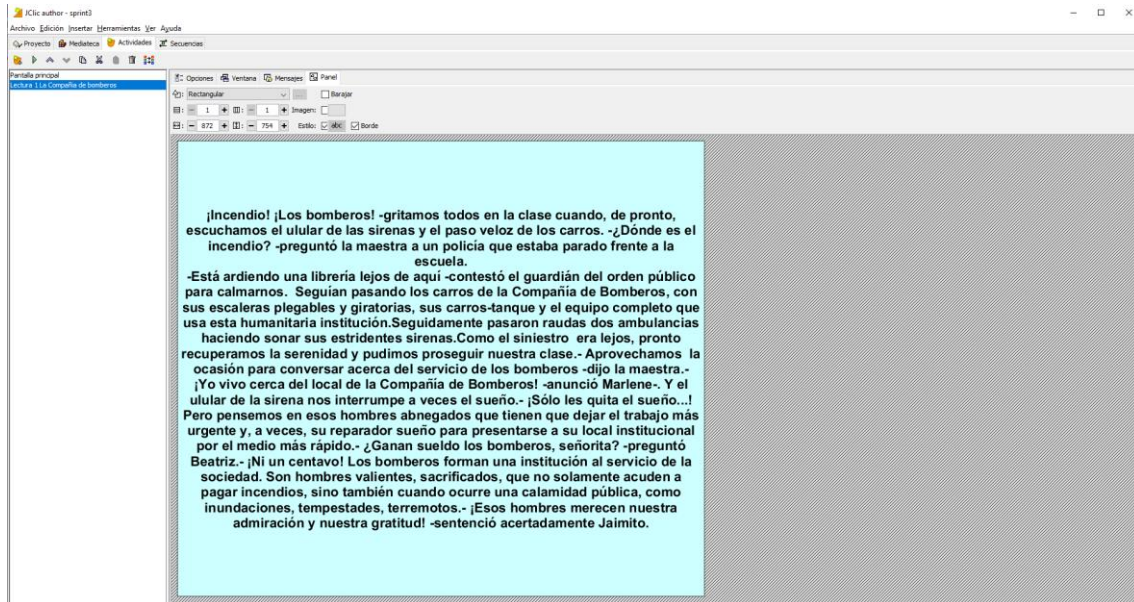 JClic author - sprint3
Archivo Edición Insertar Herramientas Ver Ayuda
Proyecto Mediateca Actividades Secuencias
Pantalla principal
Lectura 1 La Compañía de bomberos
Opciones Ventana Mensajes Panel
Rectangular Barajar
1 1 Imagen:
872 754 Estilo: abc Borde
¡Incendio! ¡Los bomberos! -gritamos todos en la clase cuando, de pronto,
escuchamos el ulular de las sirenas y el paso veloz de los carros. -¿Dónde es el
incendio? -preguntó la maestra a un policía que estaba parado frente a la
escuela.
-Está ardiendo una librería lejos de aquí -contestó el guardián del orden público
para calmarnos.  Seguían pasando los carros de la Compañía de Bomberos, con
sus escaleras plegables y giratorias, sus carros-tanque y el equipo completo que
usa esta humanitaria institución.Seguidamente pasaron raudas dos ambulancias
haciendo sonar sus estridentes sirenas.Como el siniestro  era lejos, pronto
recuperamos la serenidad y pudimos proseguir nuestra clase.- Aprovechamos  la
ocasión para conversar acerca del servicio de los bomberos -dijo la maestra.-
¡Yo vivo cerca del local de la Compañía de Bomberos! -anunció Marlene-. Y el
ulular de la sirena nos interrumpe a veces el sueño.- ¡Sólo les quita el sueño...!
Pero pensemos en esos hombres abnegados que tienen que dejar el trabajo más
urgente y, a veces, su reparador sueño para presentarse a su local institucional
por el medio más rápido.- ¿Ganan sueldo los bomberos, señorita? -preguntó
Beatriz.- ¡Ni un centavo! Los bomberos forman una institución al servicio de la
sociedad. Son hombres valientes, sacrificados, que no solamente acuden a
pagar incendios, sino también cuando ocurre una calamidad pública, como
inundaciones, tempestades, terremotos.- ¡Esos hombres merecen nuestra
admiración y nuestra gratitud! -sentenció acertadamente Jaimito.